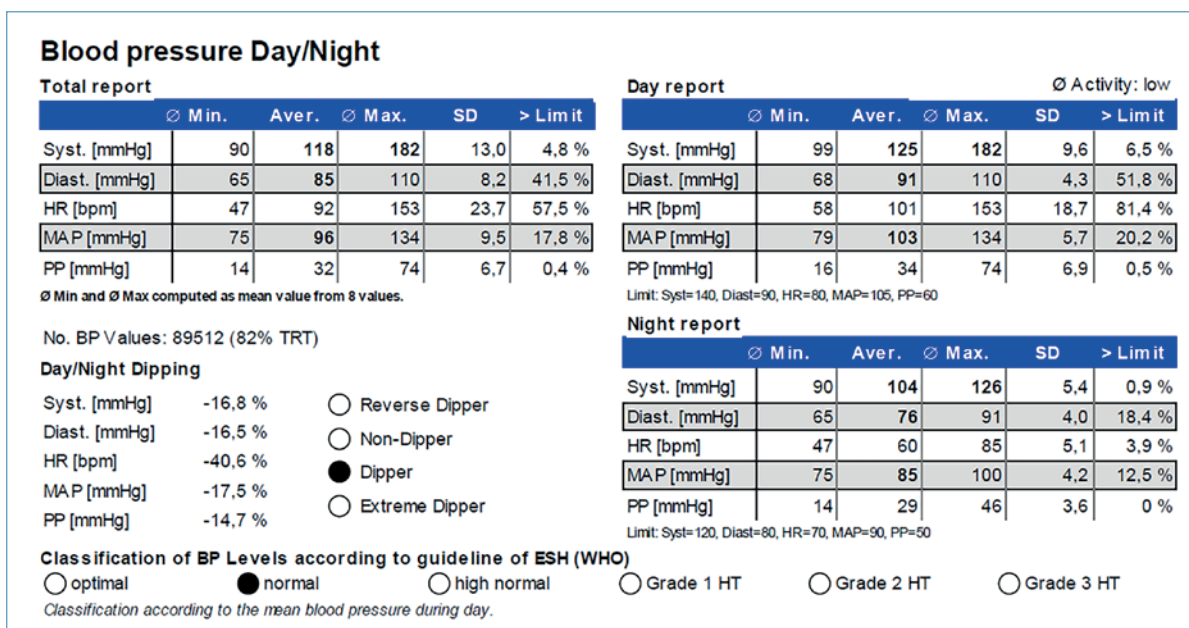 Blood pressure Day/Night
Total report
Ø Min. Aver. Ø Max. SD > Limit
Syst. [mmHg] 90 118 182 13,0 4,8 %
Diast. [mmHg] 65 85 110 8,2 41,5 %
HR [bpm] 47 92 153 23,7 57,5 %
MAP [mmHg] 75 96 134 9,5 17,8 %
PP [mmHg] 14 32 74 6,7 0,4 %
Ø Min and Ø Max computed as mean value from 8 values.
No. BP Values: 89512 (82% TRT)
Day/Night Dipping
Syst. [mmHg] -16,8 %
Diast. [mmHg] -16,5 %
HR [bpm] -40,6 %
MAP [mmHg] -17,5 %
PP [mmHg] -14,7 %
Reverse Dipper
Non-Dipper
Dipper
Extreme Dipper
Day report Ø Activity: low
Ø Min. Aver. Ø Max. SD > Limit
Syst. [mmHg] 99 125 182 9,6 6,5 %
Diast. [mmHg] 68 91 110 4,3 51,8 %
HR [bpm] 58 101 153 18,7 81,4 %
MAP [mmHg] 79 103 134 5,7 20,2 %
PP [mmHg] 16 34 74 6,9 0,5 %
Limit: Syst=140, Diast=90, HR=80, MAP=105, PP=60
Night report
Ø Min. Aver. Ø Max. SD > Limit
Syst. [mmHg] 90 104 126 5,4 0,9 %
Diast. [mmHg] 65 76 91 4,0 18,4 %
HR [bpm] 47 60 85 5,1 3,9 %
MAP [mmHg] 75 85 100 4,2 12,5 %
PP [mmHg] 14 29 46 3,6 0 %
Limit: Syst=120, Diast=80, HR=70, MAP=90, PP=50
Classification of BP Levels according to guideline of ESH (WHO)
optimal normal high normal Grade 1 HT Grade 2 HT Grade 3 HT
Classification according to the mean blood pressure during day.